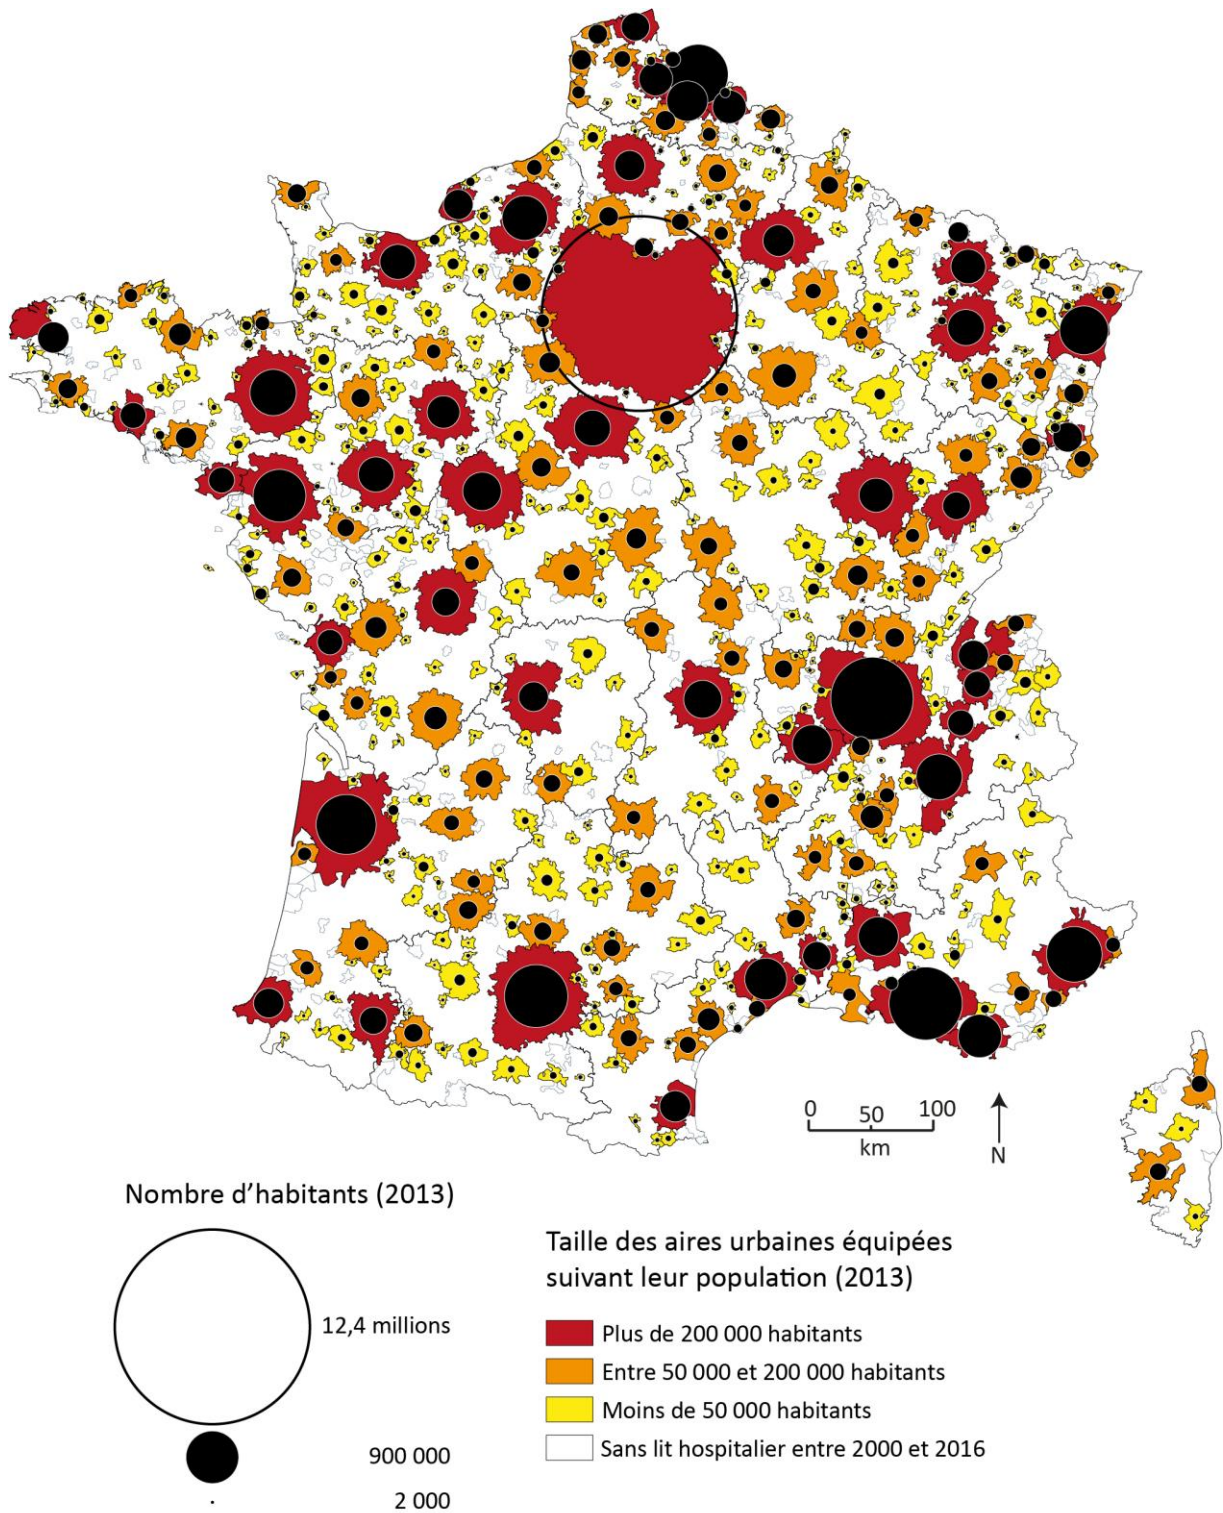 0 50 100
km
N
Nombre d’habitants (2013)
12,4 millions
900 000
2 000
Taille des aires urbaines équipées
suivant leur population (2013)
Plus de 200 000 habitants
Entre 50 000 et 200 000 habitants
Moins de 50 000 habitants
Sans lit hospitalier entre 2000 et 2016